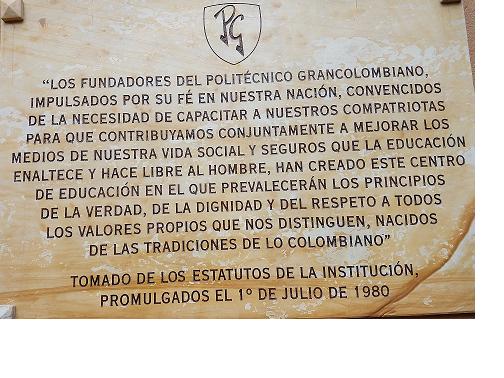 PG
“LOS FUNDADORES DEL POLITÉCNICO GRANCOLOMBIANO,
IMPULSADOS POR SU FÉ EN NUESTRA NACIÓN, CONVENCIDOS
DE LA NECESIDAD DE CAPACITAR A NUESTROS COMPATRIOTAS
PARA QUE CONTRIBUYAMOS CONJUNTAMENTE A MEJORAR LOS
MEDIOS DE NUESTRA VIDA SOCIAL Y SEGUROS QUE LA EDUCACIÓN
ENALTECE Y HACE LIBRE AL HOMBRE, HAN CREADO ESTE CENTRO
DE EDUCACIÓN EN EL QUE PREVALECERÁN LOS PRINCIPIOS
DE LA VERDAD, DE LA DIGNIDAD Y DEL RESPETO A TODOS
LOS VALORES PROPIOS QUE NOS DISTINGUEN, NACIDOS
DE LAS TRADICIONES DE LO COLOMBIANO”
TOMADO DE LOS ESTATUTOS DE LA INSTITUCIÓN,
PROMULGADOS EL 1º DE JULIO DE 1980